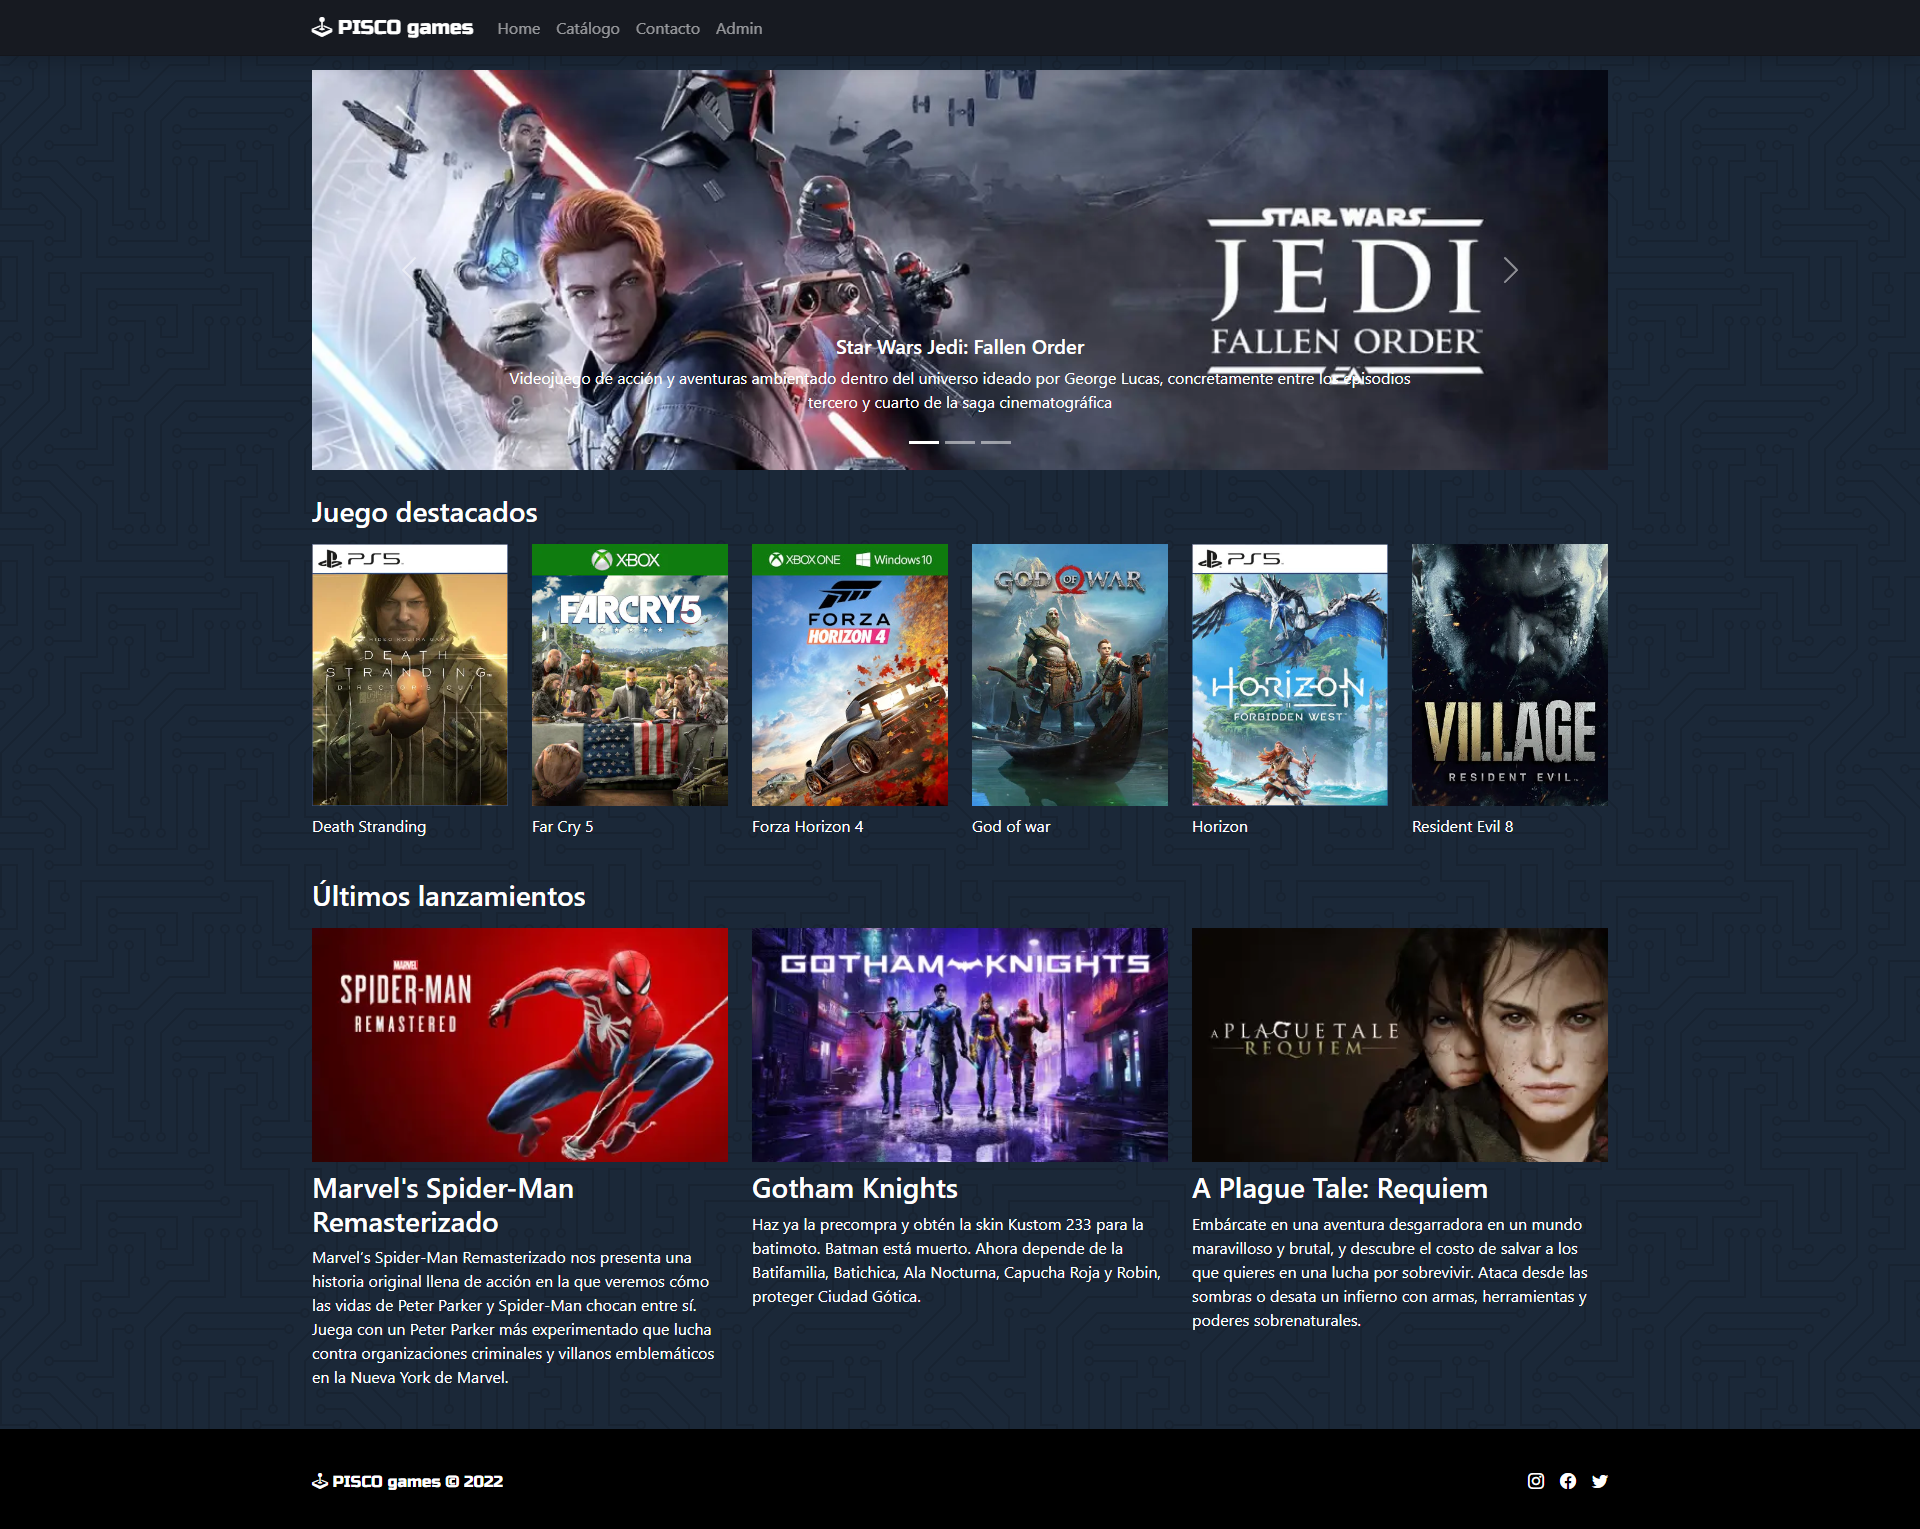 PISCO games
Home Catálogo Contacto Admin
STAR WARS
JEDI
FALLEN ORDER™
EA
Star Wars Jedi: Fallen Order
Videojuego de acción y aventuras ambientado dentro del universo ideado por George Lucas, concretamente entre los episodios
tercero y cuarto de la saga cinematográfica
Juego destacados
PS5
HIDEO KOJIMA GAME
DEATH
STRANDING
DIRECTOR'S CUT
XBOX
FARCRY5
XBOX ONE Windows 10
FORZA
HORIZON 4
GOD OF WAR
PS5
HORIZON
II
FORBIDDEN WEST™
VILLAGE
RESIDENT EVIL™
Death Stranding
Far Cry 5
Forza Horizon 4
God of war
Horizon
Resident Evil 8
Últimos lanzamientos
MARVEL
SPIDER-MAN
REMASTERED
GOTHAM KNIGHTS
A PLAGUE TALE
REQUIEM
Marvel's Spider-Man
Remasterizado
Marvel’s Spider-Man Remasterizado nos presenta una
historia original llena de acción en la que veremos cómo
las vidas de Peter Parker y Spider-Man chocan entre sí.
Juega con un Peter Parker más experimentado que lucha
contra organizaciones criminales y villanos emblemáticos
en la Nueva York de Marvel.
Gotham Knights
Haz ya la precompra y obtén la skin Kustom 233 para la
batimoto. Batman está muerto. Ahora depende de la
Batifamilia, Batichica, Ala Nocturna, Capucha Roja y Robin,
proteger Ciudad Gótica.
A Plague Tale: Requiem
Embárcate en una aventura desgarradora en un mundo
maravilloso y brutal, y descubre el costo de salvar a los
que quieres en una lucha por sobrevivir. Ataca desde las
sombras o desata un infierno con armas, herramientas y
poderes sobrenaturales.
PISCO games © 2022